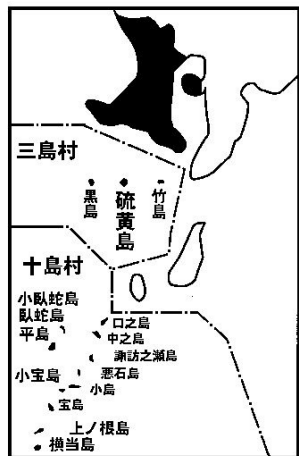 三島村
黒島
硫黄島
竹島
十島村
小臥蛇島
臥蛇島
平島
口之島
中之島
諏訪之瀬島
小宝島
悪石島
小島
宝島
上ノ根島
横当島